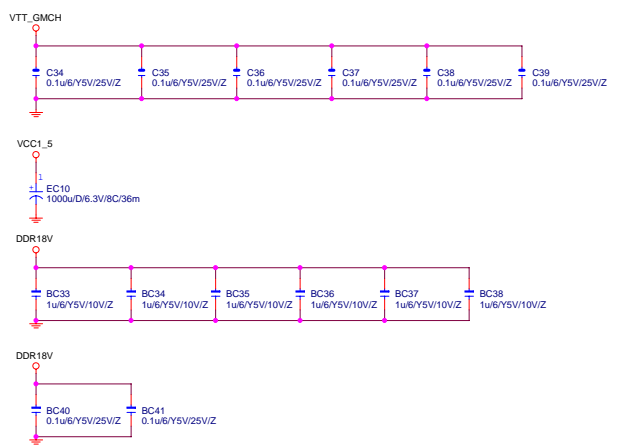 VTT_GMCH
C34 C35 C36 C37 C38 C39
0.1u/6/Y5V/25V/Z 0.1u/6/Y5V/25V/Z 0.1u/6/Y5V/25V/Z 0.1u/6/Y5V/25V/Z 0.1u/6/Y5V/25V/Z 0.1u/6/Y5V/25V/Z
VCC1_5
1
+ EC10
1000u/D/6.3V/8C/36m
DDR18V
BC33 BC34 BC35 BC36 BC37 BC38
1u/6/Y5V/10V/Z 1u/6/Y5V/10V/Z 1u/6/Y5V/10V/Z 1u/6/Y5V/10V/Z 1u/6/Y5V/10V/Z 1u/6/Y5V/10V/Z
DDR18V
BC40 BC41
0.1u/6/Y5V/25V/Z 0.1u/6/Y5V/25V/Z